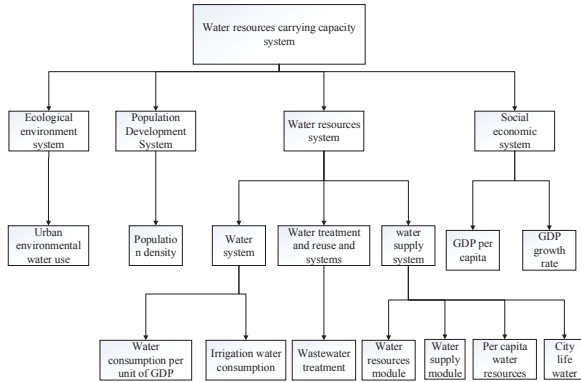 Water resources carrying capacity
system
Ecological
environment
system
Population
Development
System
Water resources
system
Social
economic
system
Urban
environmental
water use
Populatio
n density
Water
system
Water treatment
and reuse and
systems
water
supply
system
GDP per
capita
GDP
growth
rate
Water
consumption per
unit of GDP
Irrigation water
consumption
Wastewater
treatment
Water
resources
module
Water
supply
module
Per capita
water
resources
City
life
water